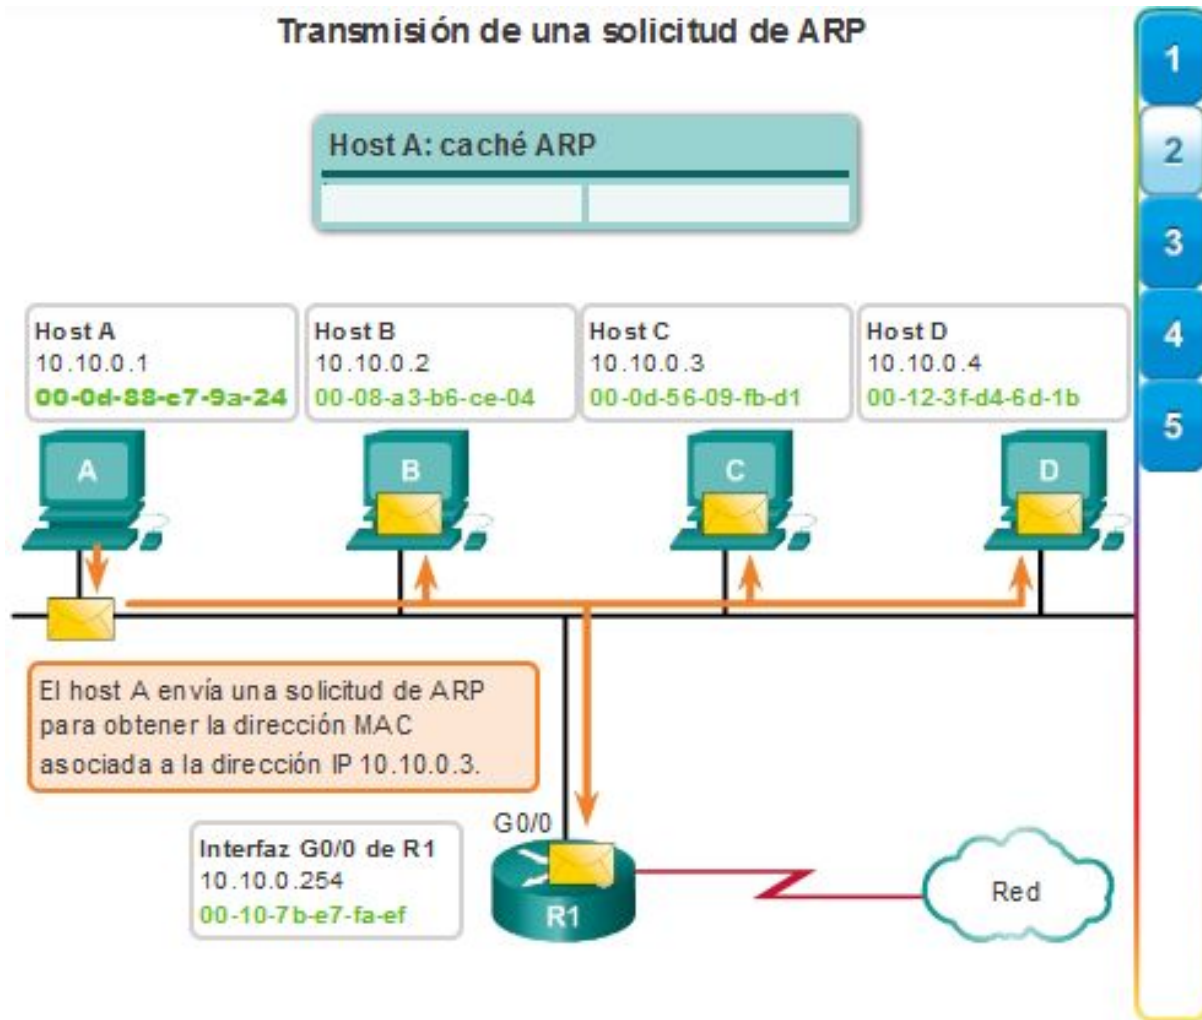 Transmisión de una solicitud de ARP
1
2
3
4
5
Host A: caché ARP
Host A
10.10.0.1
00-0d-88-c7-9a-24
Host B
10.10.0.2
00-08-a3-b6-ce-04
Host C
10.10.0.3
00-0d-56-09-fb-d1
Host D
10.10.0.4
00-12-3f-d4-6d-1b
A
B
C
D
El host A envía una solicitud de ARP
para obtener la dirección MAC
asociada a la dirección IP 10.10.0.3.
G0/0
Interfaz G0/0 de R1
10.10.0.254
00-10-7b-e7-fa-ef
R1
Red